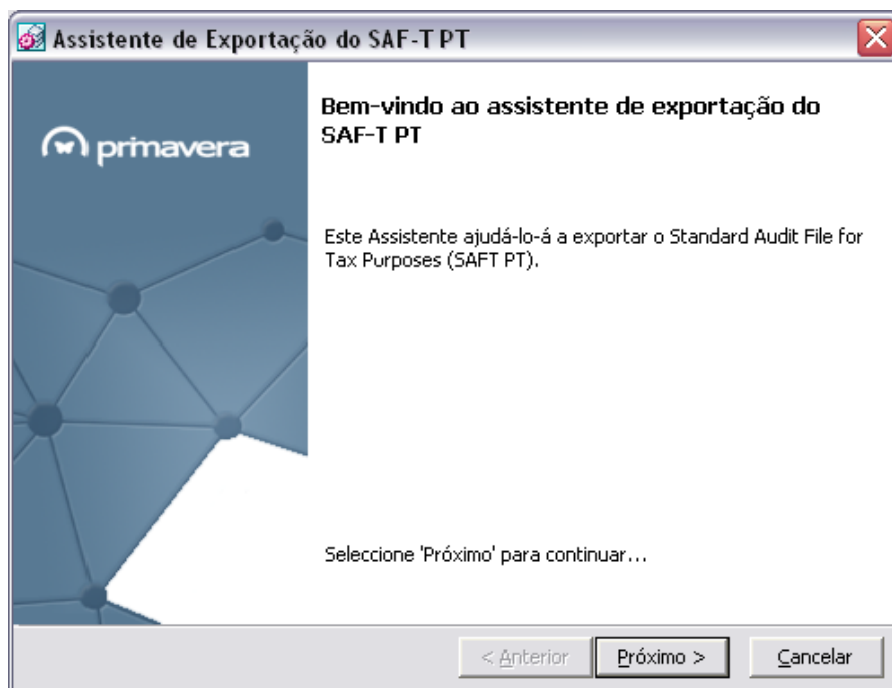 Assistente de Exportação do SAF-T PT
primavera
Bem-vindo ao assistente de exportação do
SAF-T PT
Este Assistente ajudá-lo-á a exportar o Standard Audit File for
Tax Purposes (SAFT PT).
Seleccione 'Próximo' para continuar...
< Anterior
Próximo >
Cancelar